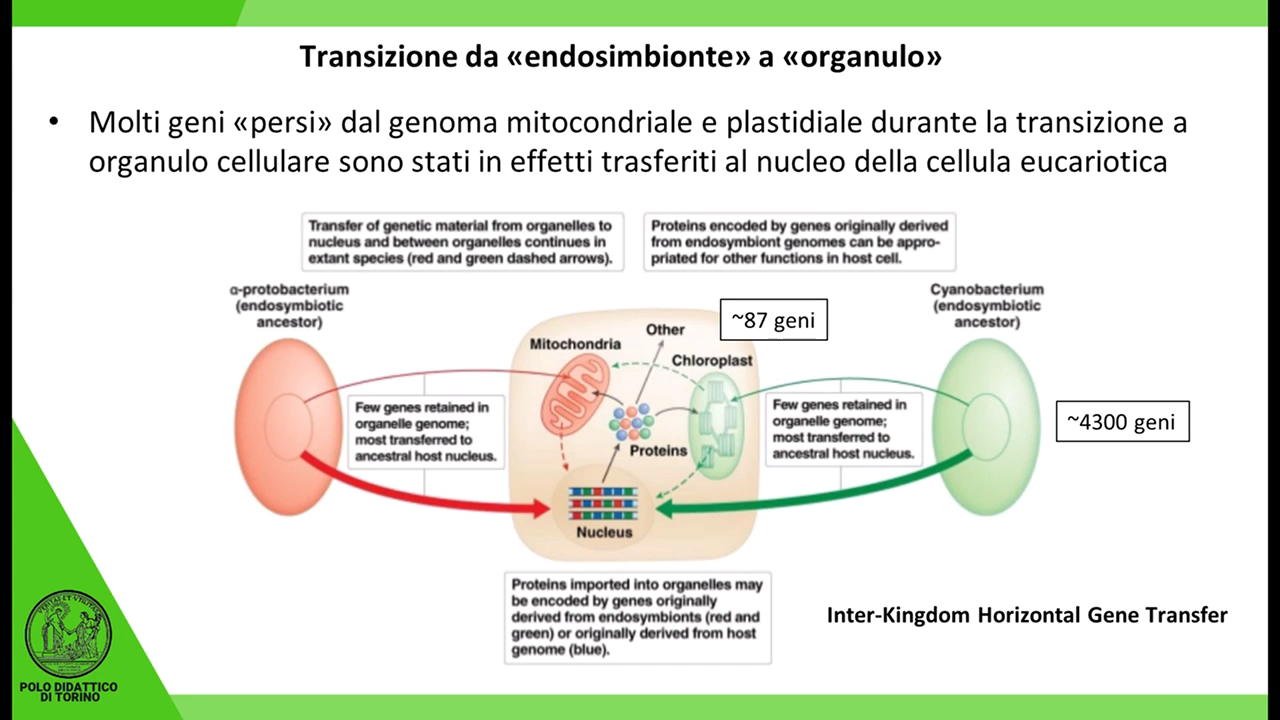 Transizione da «endosimbionte» a «organulo»
• Molti geni «persi» dal genoma mitocondriale e plastidiale durante la transizione a
organulo cellulare sono stati in effetti trasferiti al nucleo della cellula eucariotica
Transfer of genetic material from organelles to
nucleus and between organelles continues in
extant species (red and green dashed arrows).
Proteins encoded by genes originally derived
from endosymbiont genomes can be appro-
priated for other functions in host cell.
α-protobacterium
(endosymbiotic
ancestor)
Cyanobacterium
(endosymbiotic
ancestor)
~87 geni
Other
Mitochondria
Chloroplast
Few genes retained in
organelle genome;
most transferred to
ancestral host nucleus.
Proteins
Few genes retained in
organelle genome;
most transferred to
ancestral host nucleus.
~4300 geni
Nucleus
Proteins imported into organelles may
be encoded by genes originally
derived from endosymbionts (red and
green) or originally derived from host
genome (blue).
Inter-Kingdom Horizontal Gene Transfer
POLO DIDATTICO
DI TORINO